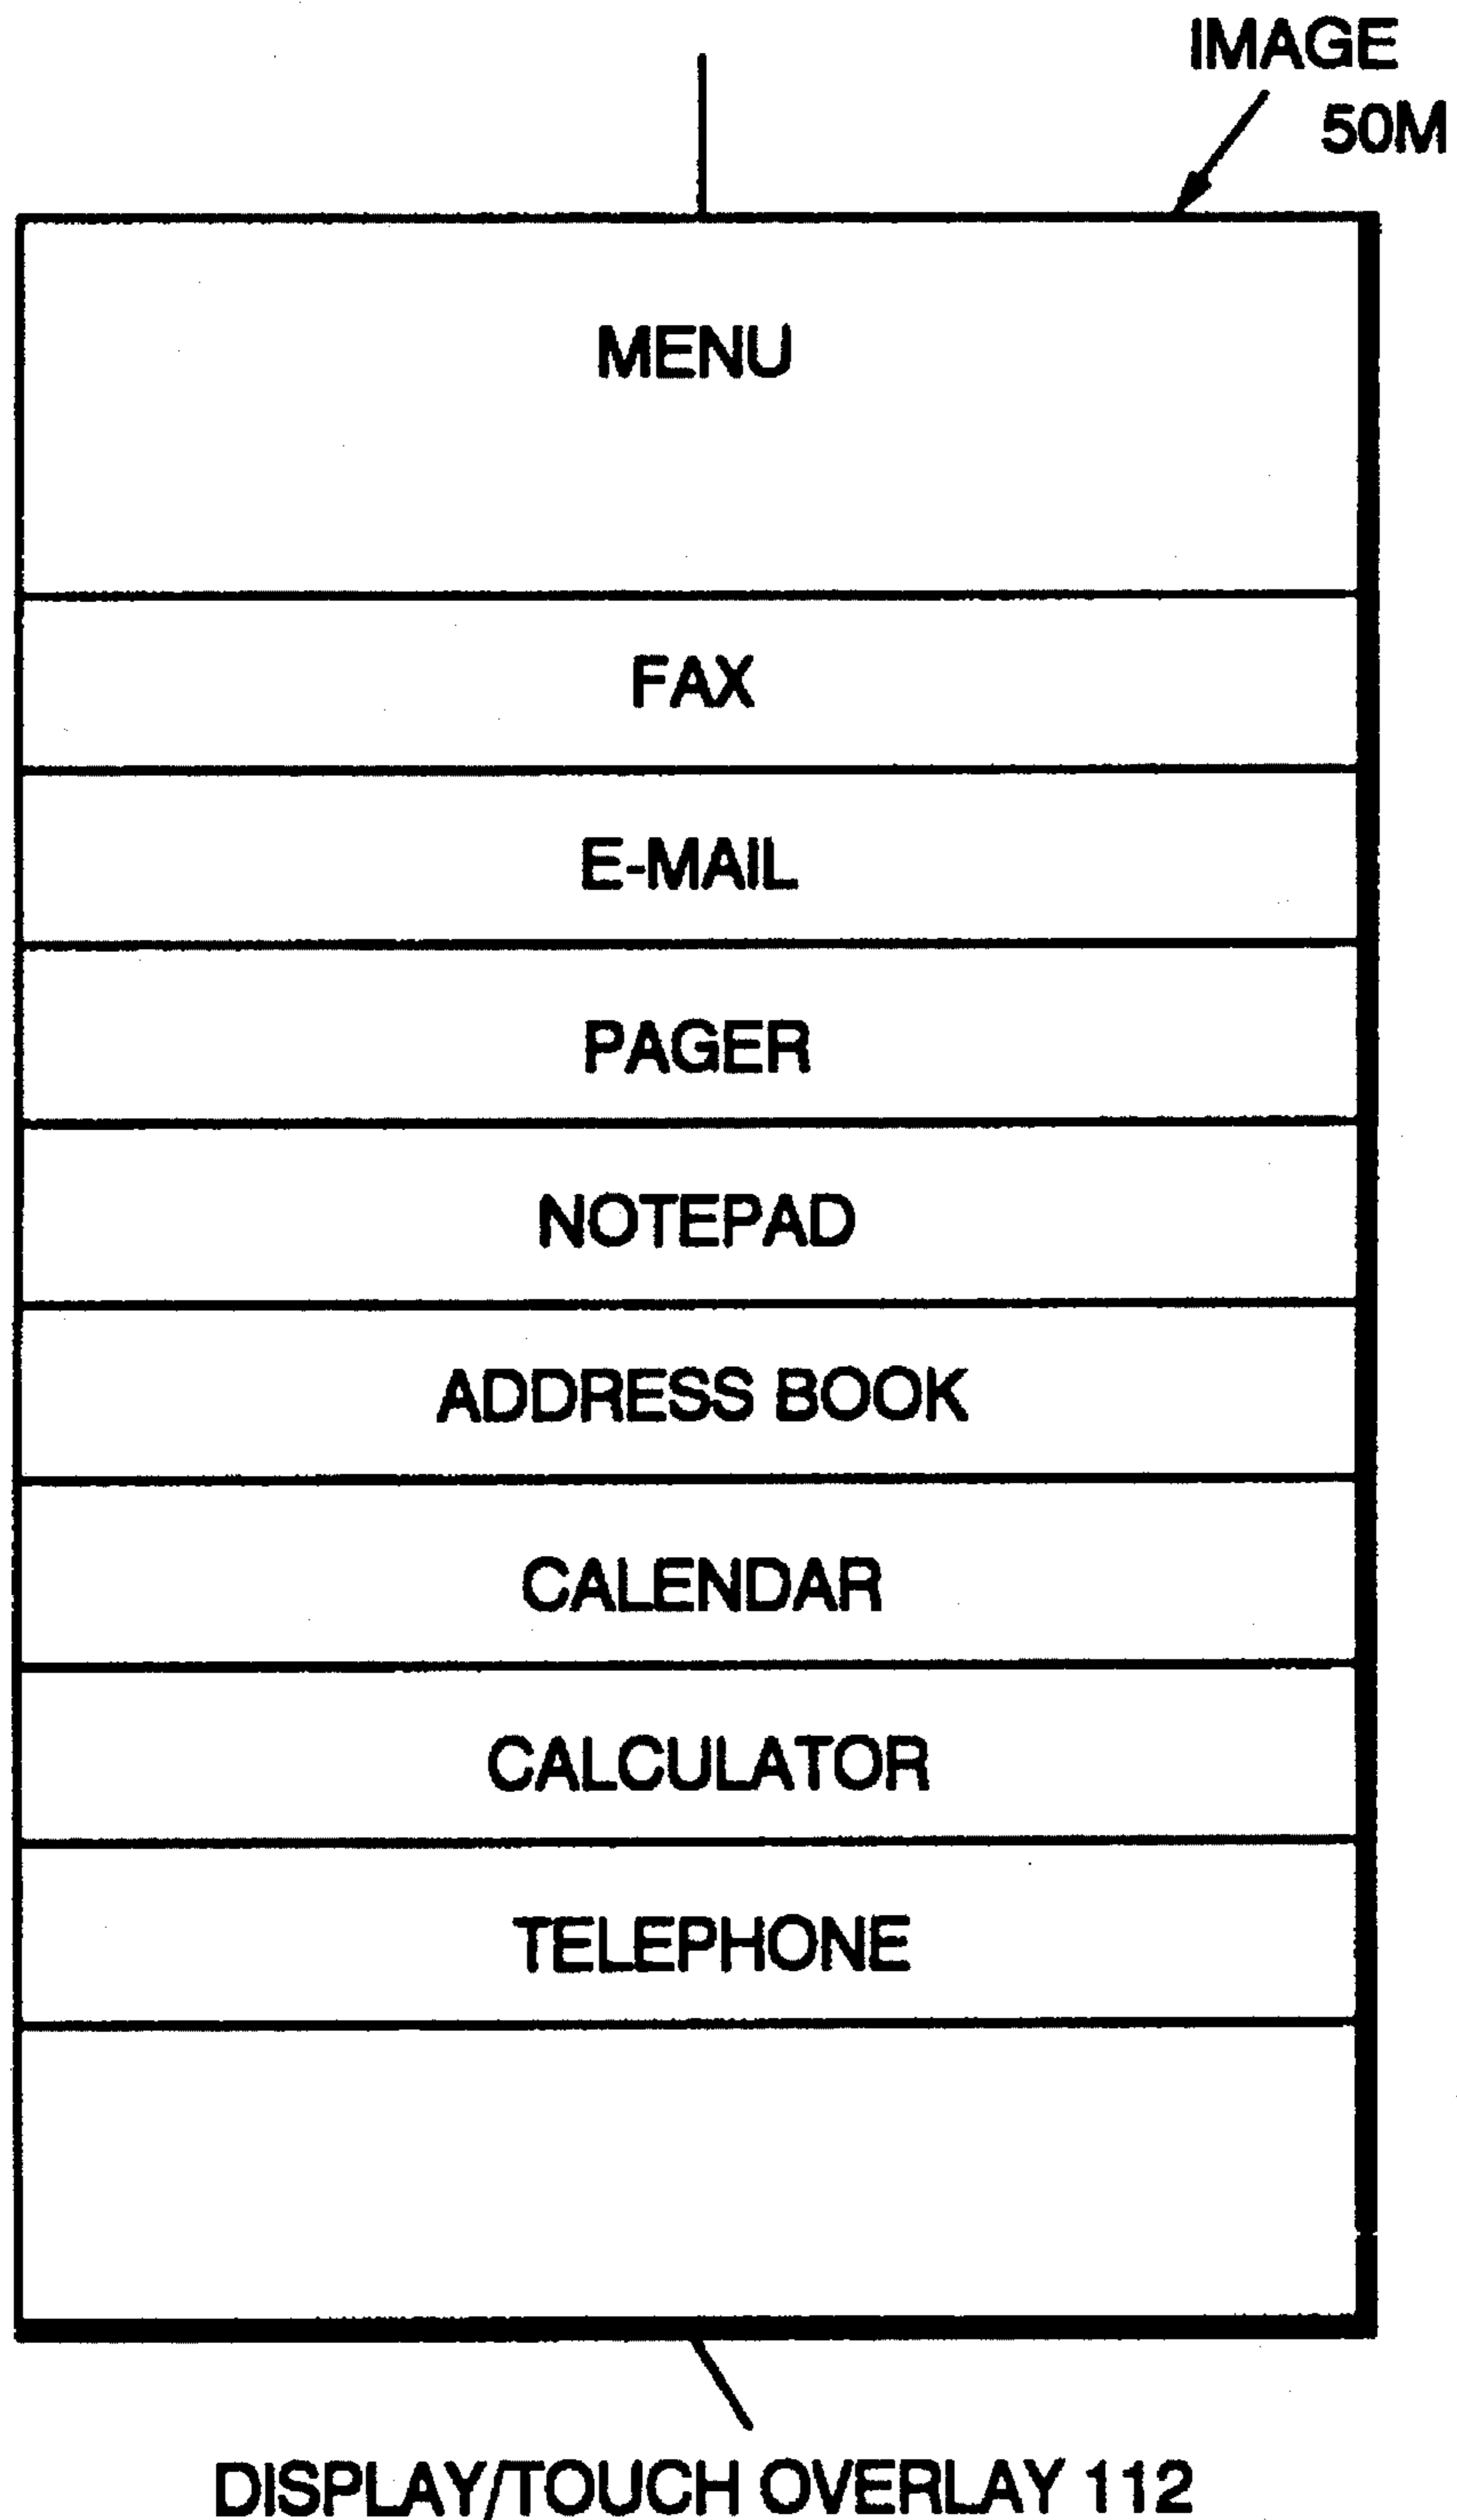 IMAGE
50M
MENU
FAX
E-MAIL
PAGER
NOTEPAD
ADDRESS BOOK
CALENDAR
CALCULATOR
TELEPHONE
DISPLAY/TOUCH OVERLAY 112